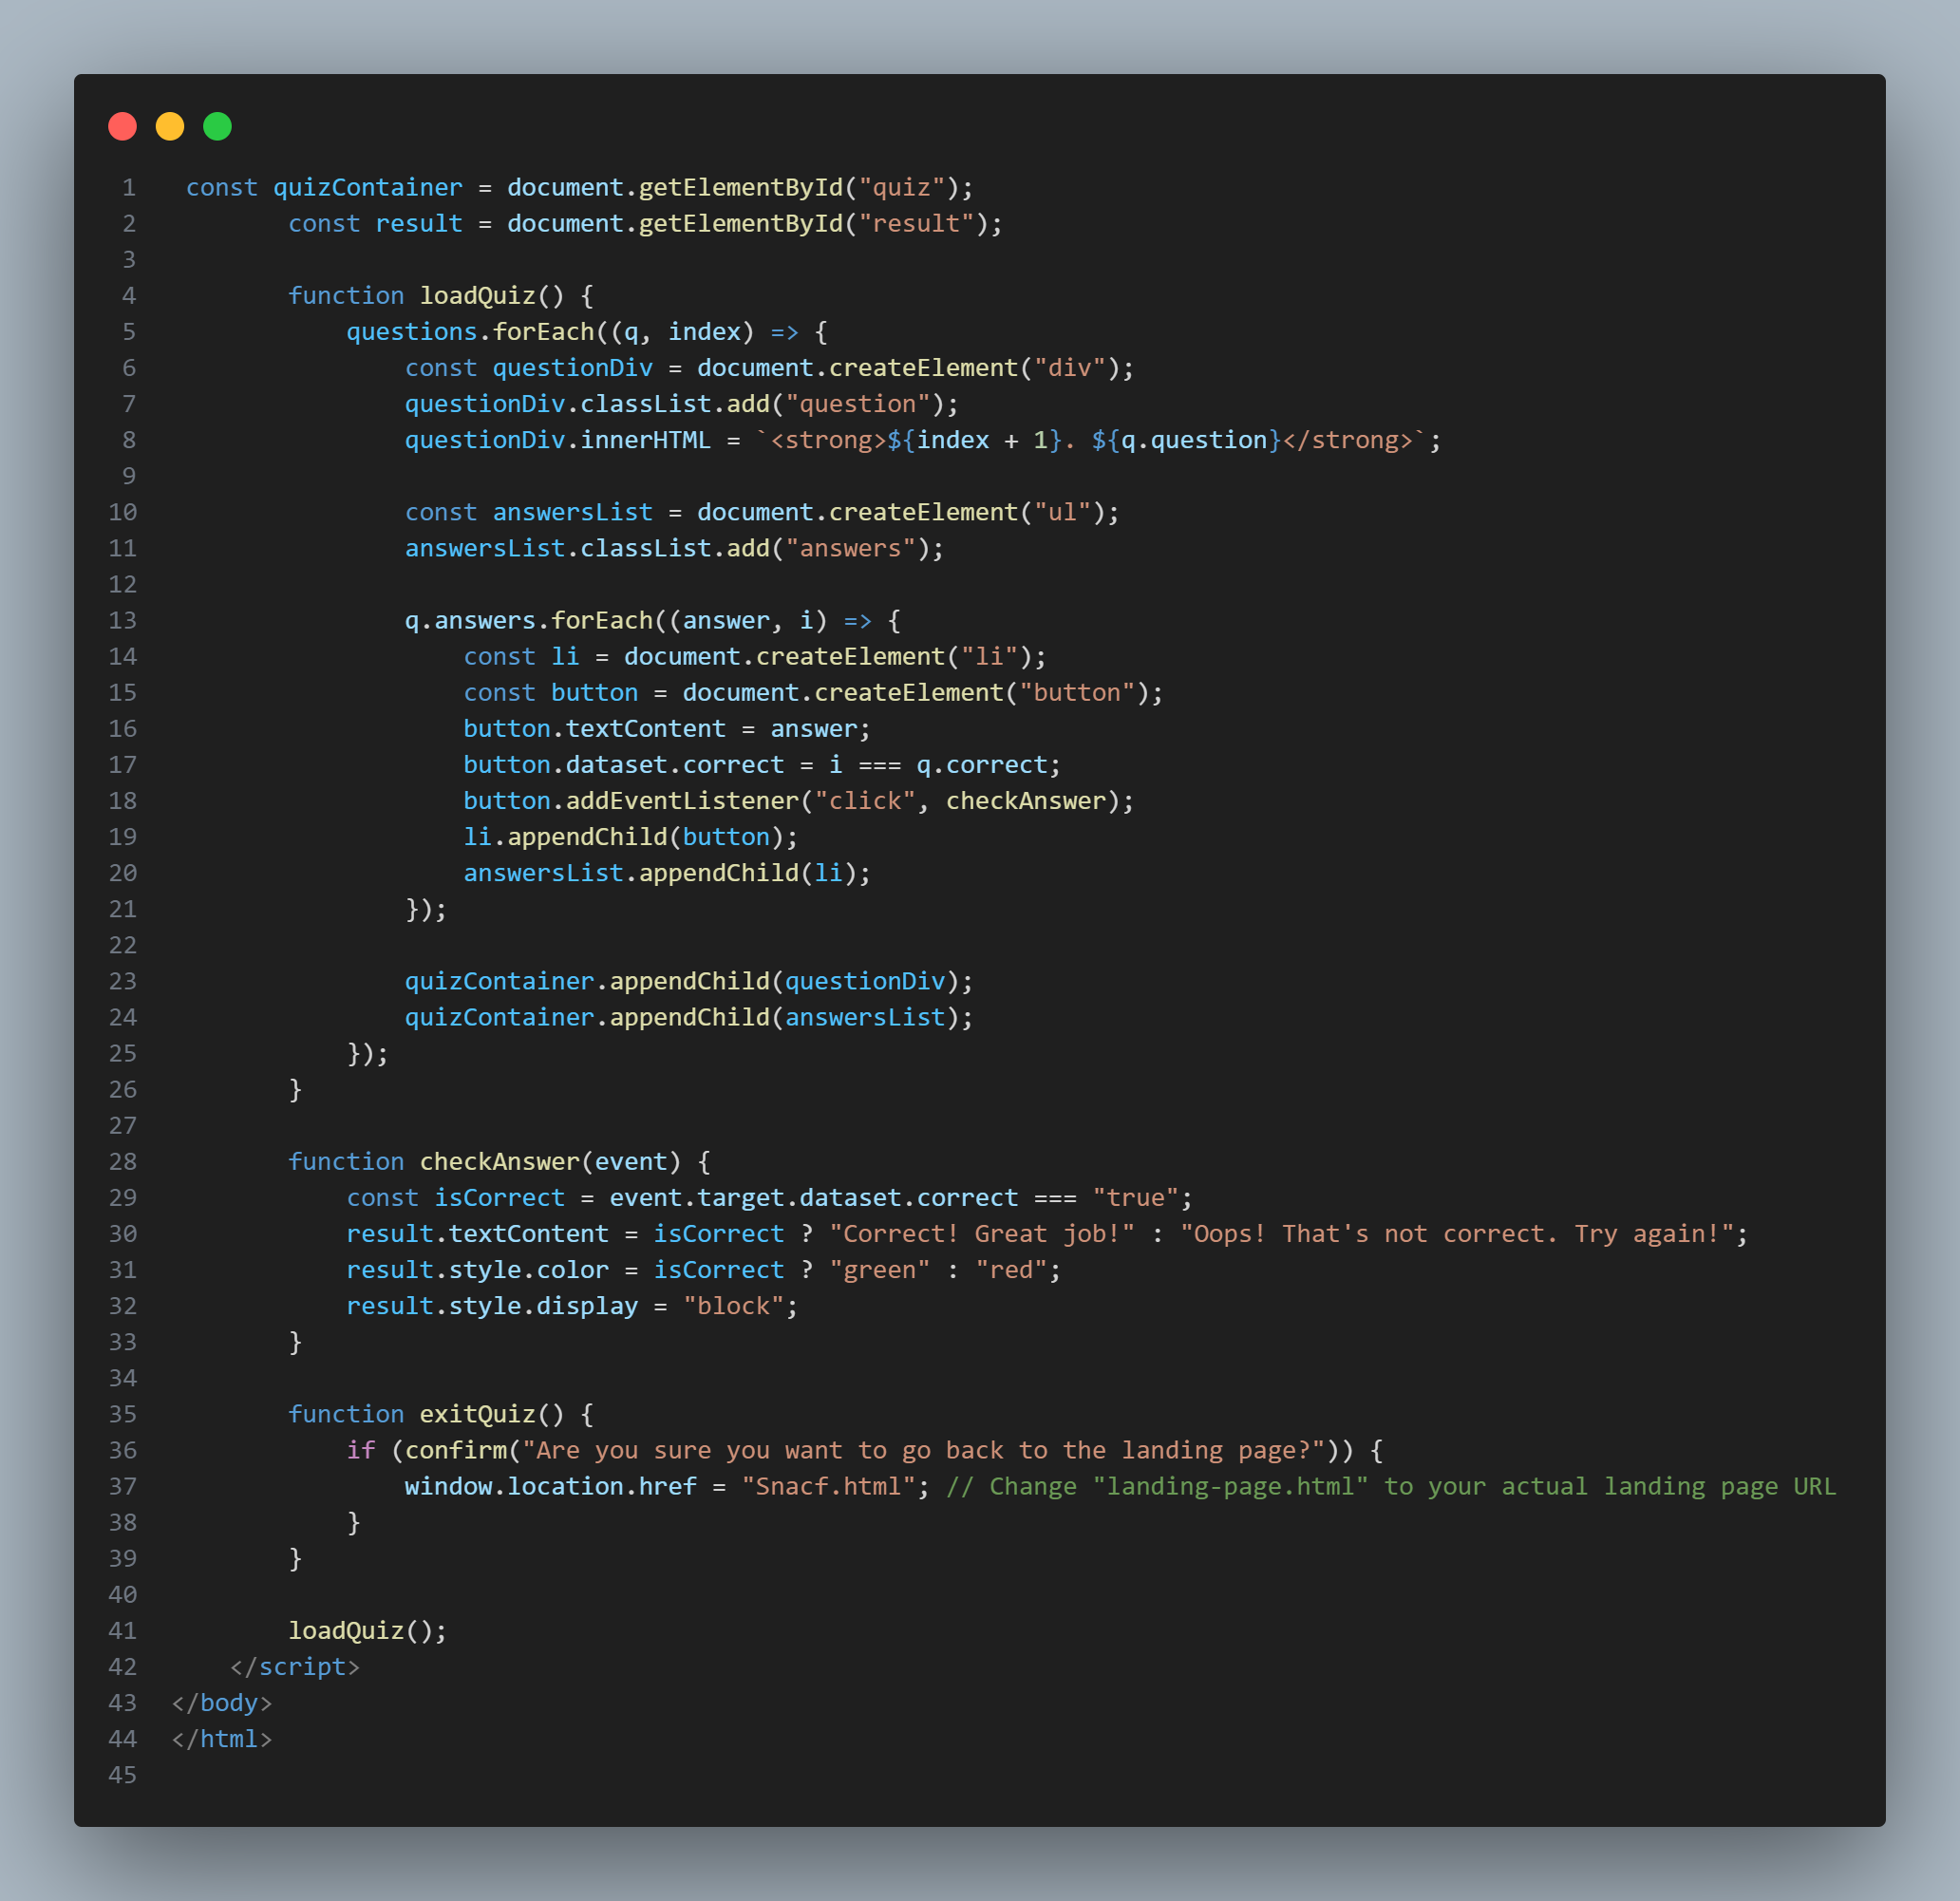 1 const quizContainer = document.getElementById("quiz");
2 const result = document.getElementById("result");
3
4 function loadQuiz() {
5 questions.forEach((q, index) => {
6 const questionDiv = document.createElement("div");
7 questionDiv.classList.add("question");
8 questionDiv.innerHTML = `<strong>${index + 1}. ${q.question}</strong>`;
9
10 const answersList = document.createElement("ul");
11 answersList.classList.add("answers");
12
13 q.answers.forEach((answer, i) => {
14 const li = document.createElement("li");
15 const button = document.createElement("button");
16 button.textContent = answer;
17 button.dataset.correct = i === q.correct;
18 button.addEventListener("click", checkAnswer);
19 li.appendChild(button);
20 answersList.appendChild(li);
21 });
22
23 quizContainer.appendChild(questionDiv);
24 quizContainer.appendChild(answersList);
25 });
26 }
27
28 function checkAnswer(event) {
29 const isCorrect = event.target.dataset.correct === "true";
30 result.textContent = isCorrect ? "Correct! Great job!" : "Oops! That's not correct. Try again!";
31 result.style.color = isCorrect ? "green" : "red";
32 result.style.display = "block";
33 }
34
35 function exitQuiz() {
36 if (confirm("Are you sure you want to go back to the landing page?")) {
37 window.location.href = "Snacf.html"; // Change "landing-page.html" to your actual landing page URL
38 }
39 }
40
41 loadQuiz();
42 </script>
43 </body>
44 </html>
45